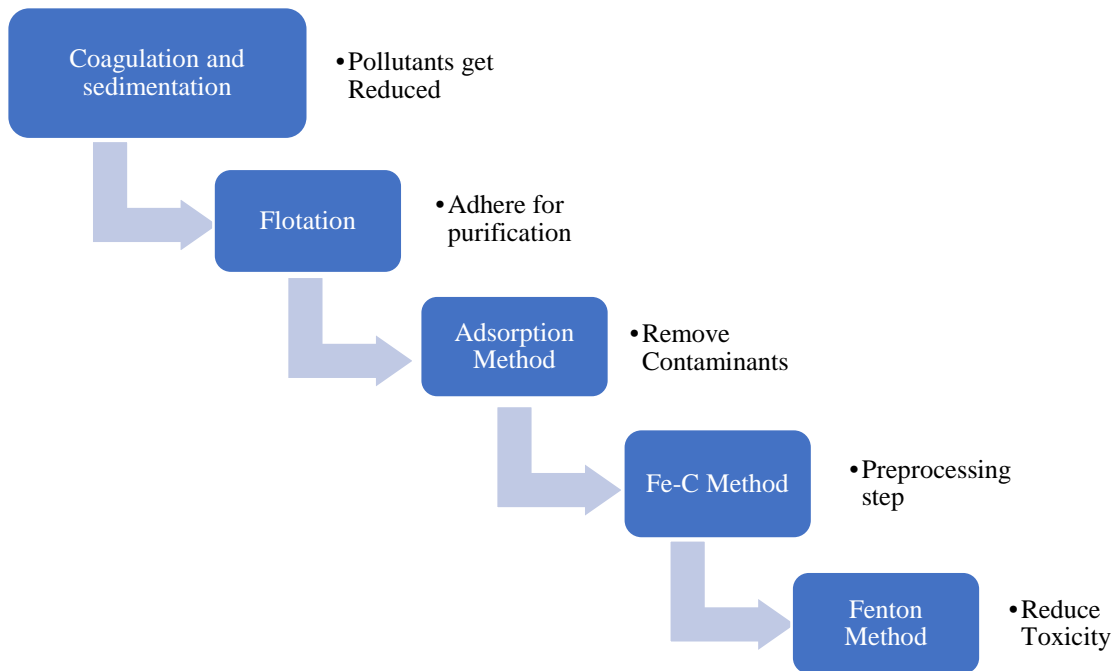 Coagulation and
sedimentation
•Pollutants get
Reduced
Flotation
•Adhere for
purification
Adsorption
Method
•Remove
Contaminants
Fe-C Method
•Preprocessing
step
Fenton
Method
•Reduce
Toxicity